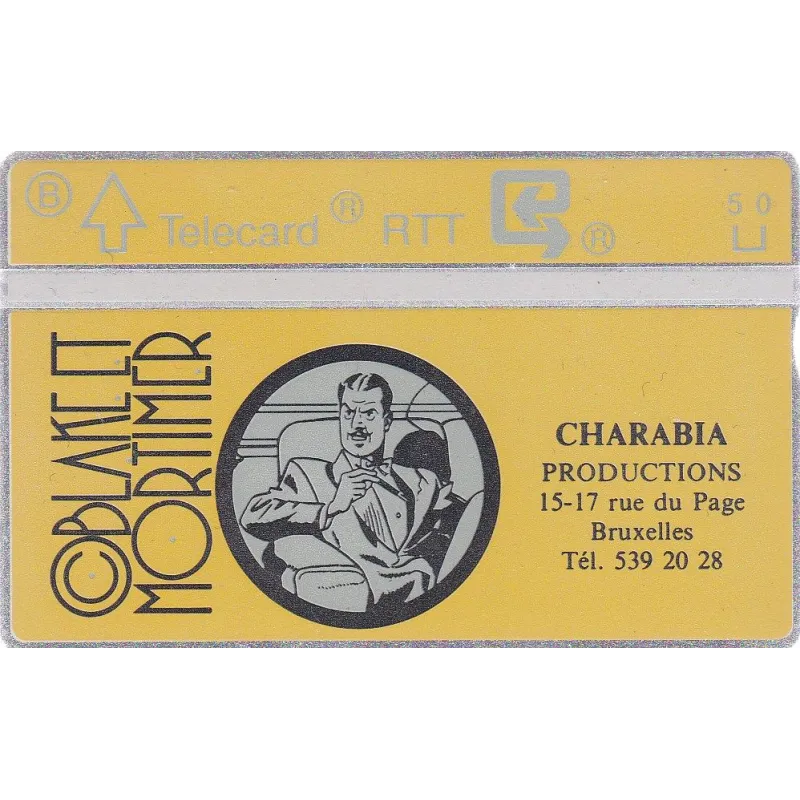 B Telecard ® RTT ® 50
© BLAKE ET
MORTIMER
CHARABIA
PRODUCTIONS
15-17 rue du Page
Bruxelles
Tél. 539 20 28